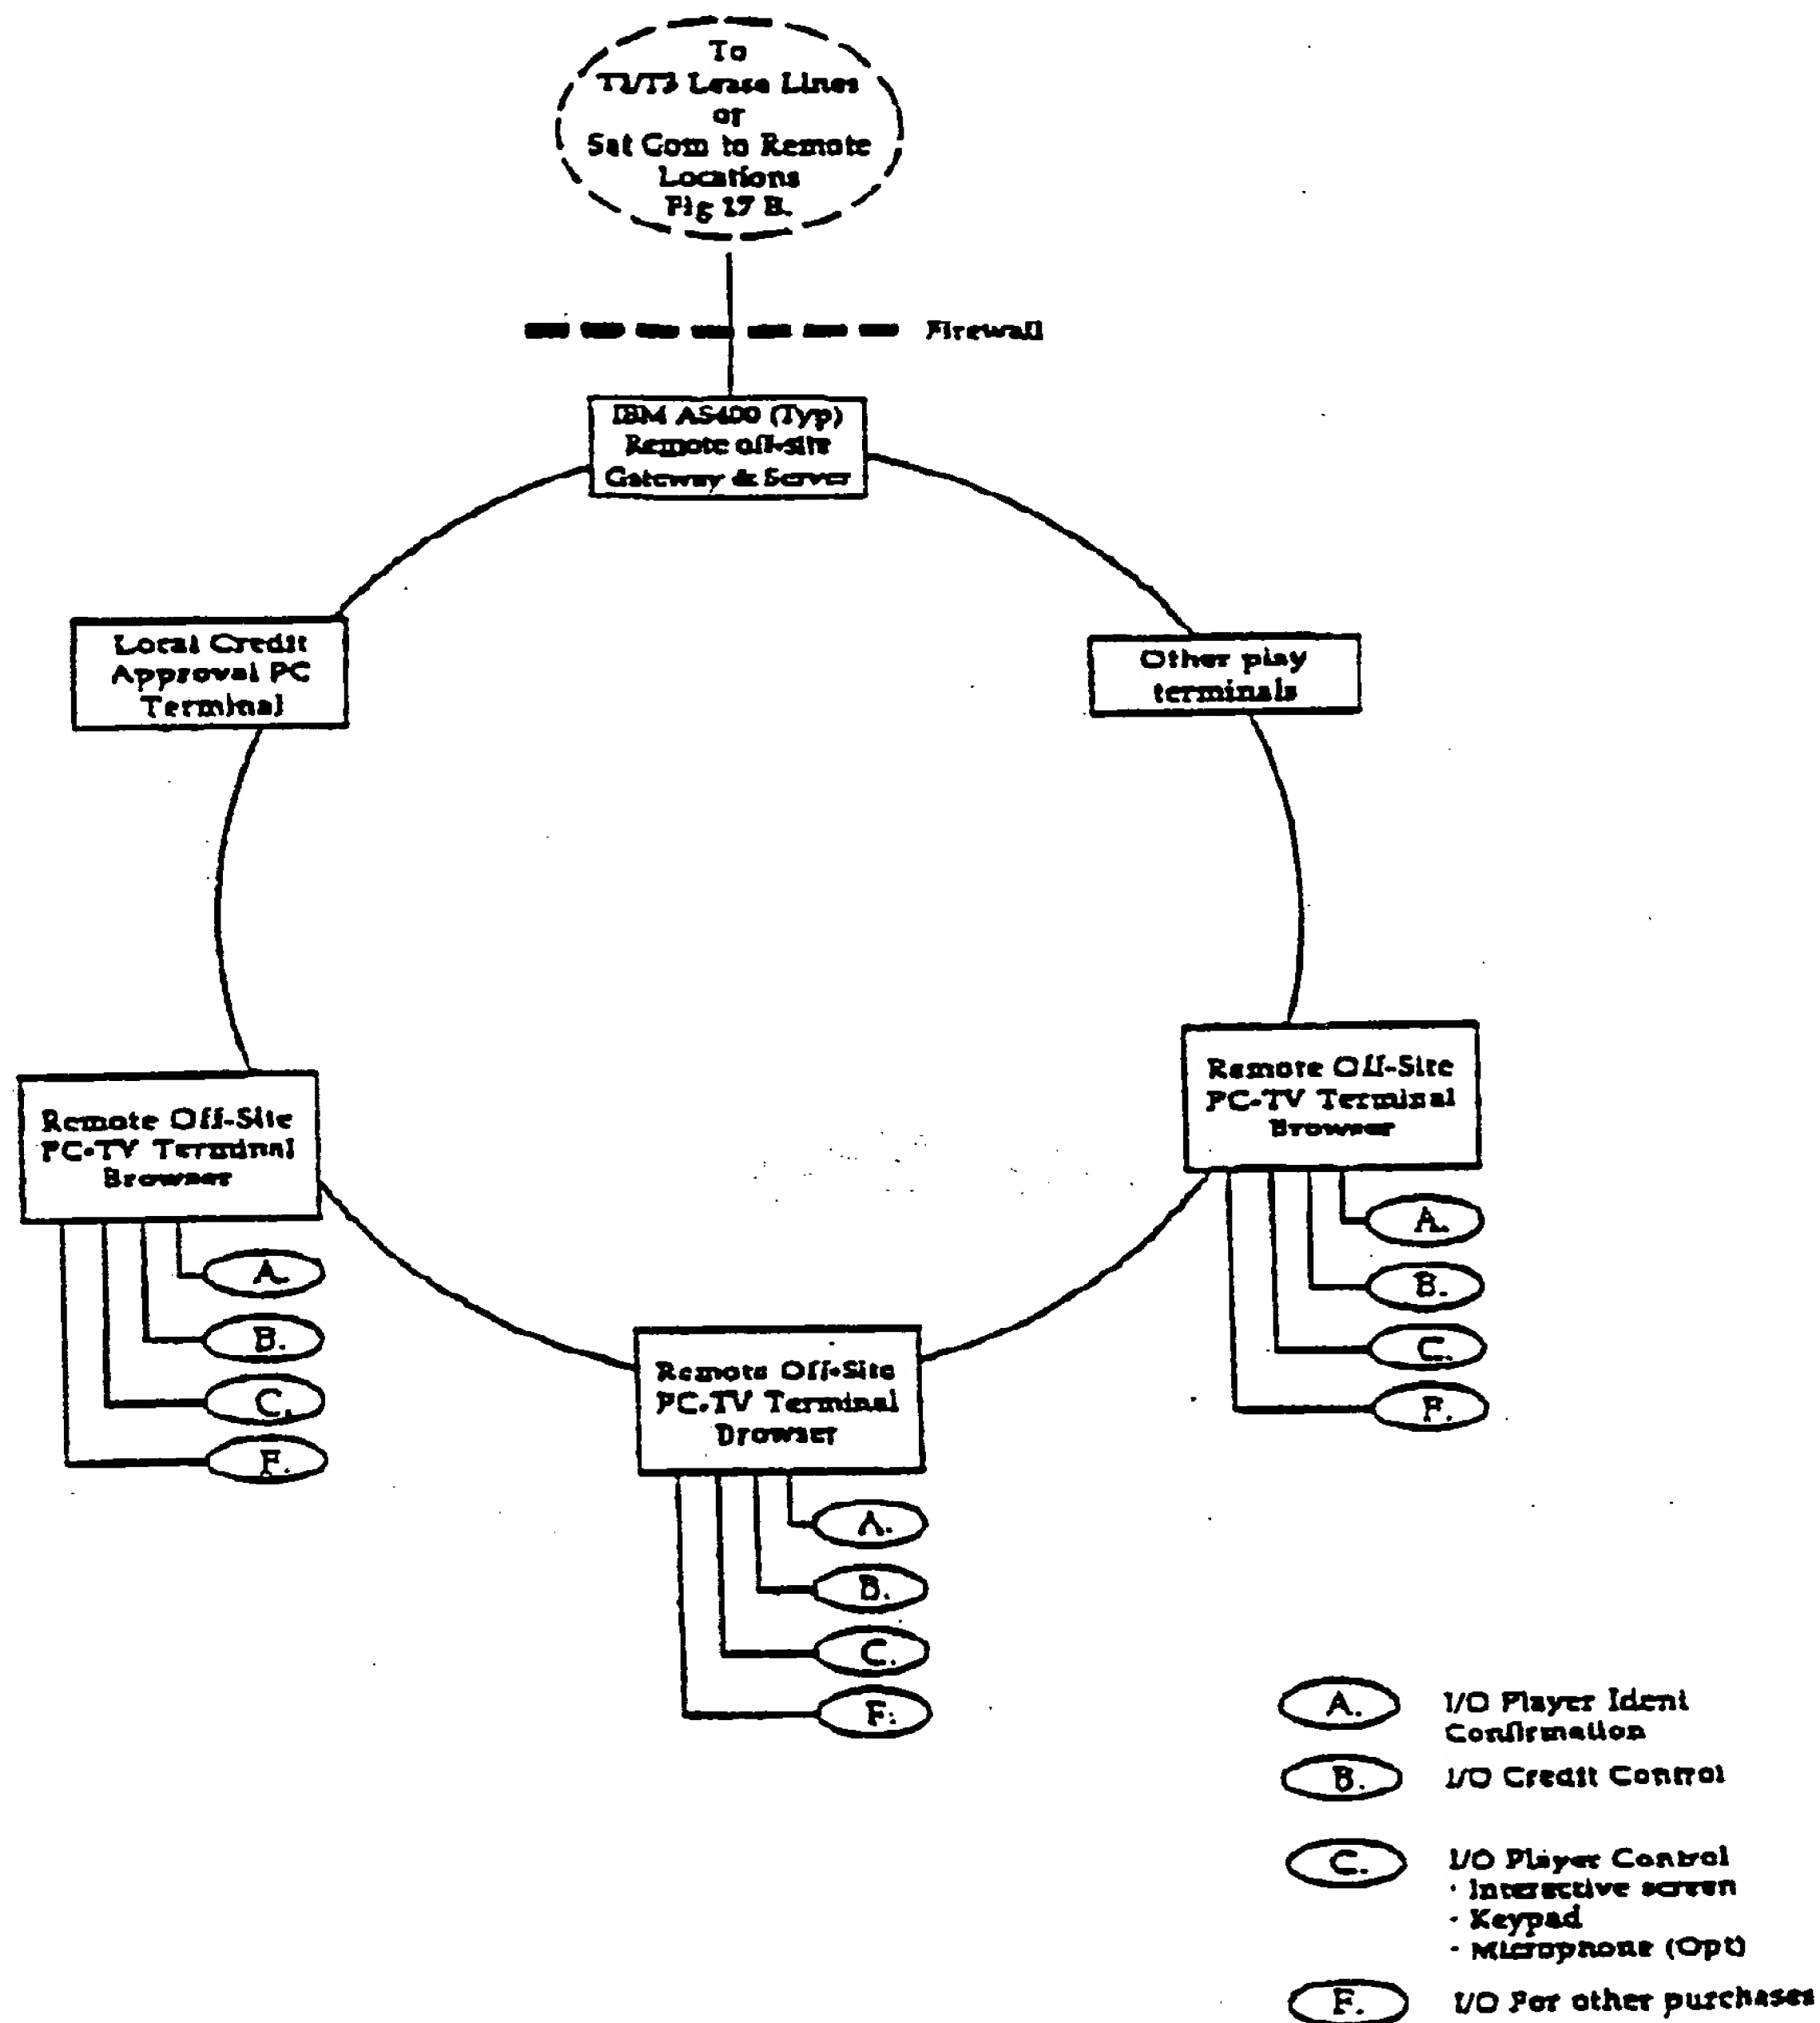 To
T1/T3 Lease Lines
or
Sat Com to Remote
Locations
Fig 17 B.
Firewall
IBM AS400 (Typ)
Remote off-site
Gateway & Server
Local Credit
Approval PC
Terminal
Other play
terminals
Remote Off-Site
PC-TV Terminal
Browser
A.
B.
C.
F.
Remote Off-Site
PC-TV Terminal
Browser
A.
B.
C.
F.
Remote Off-Site
PC-TV Terminal
Browser
A.
B.
C.
F.
A. I/O Player Ident
Confirmation
B. I/O Credit Control
C. I/O Player Control
· Interactive screen
· Keypad
· Microphone (Opt)
F. I/O For other purchases